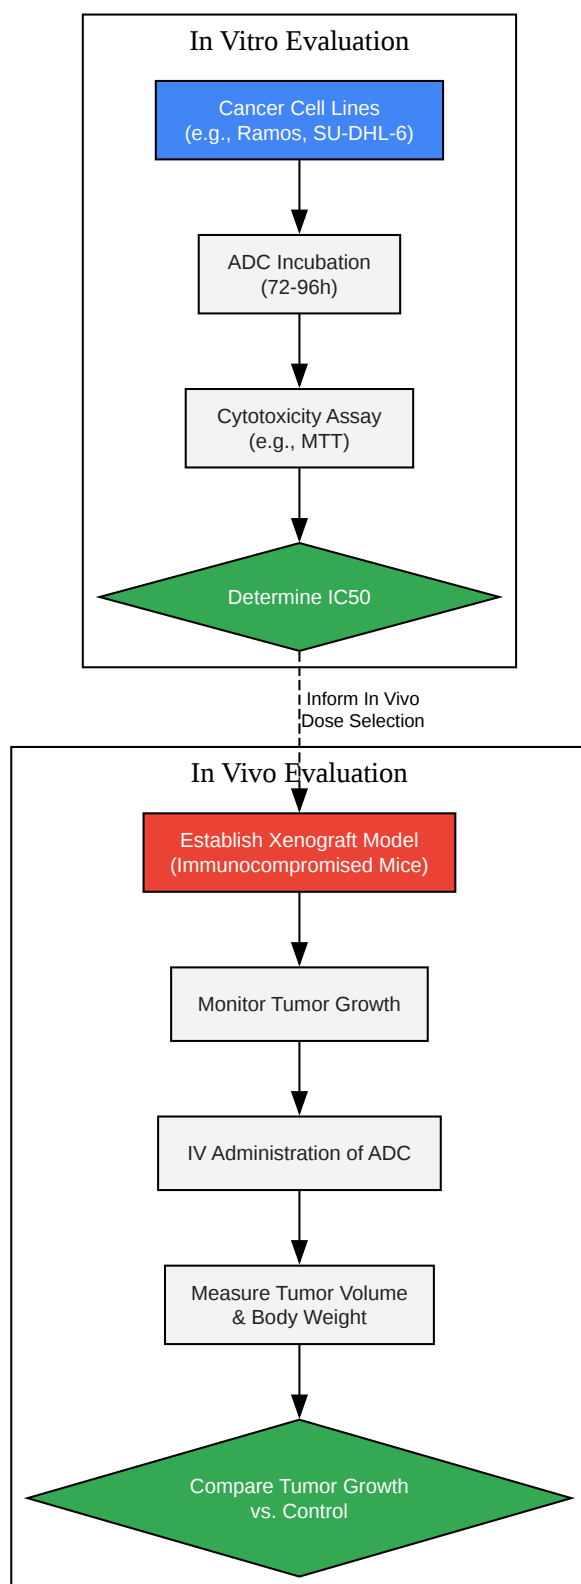 In Vitro Evaluation
Cancer Cell Lines
(e.g., Ramos, SU-DHL-6)
ADC Incubation
(72-96h)
Cytotoxicity Assay
(e.g., MTT)
Determine IC50
Inform In Vivo
Dose Selection
In Vivo Evaluation
Establish Xenograft Model
(Immunocompromised Mice)
Monitor Tumor Growth
IV Administration of ADC
Measure Tumor Volume
& Body Weight
Compare Tumor Growth
vs. Control